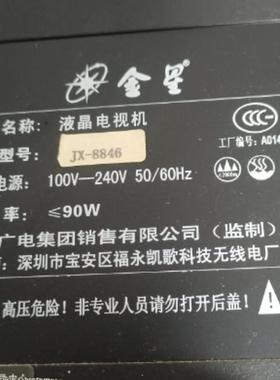 金星
名称： 液晶电视机
CCC
型号： JX-8846
工厂编号：A014
电源： 100V—240V 50/60Hz
率： ≤90W
广电集团销售有限公司（监制）
深圳市宝安区福永凯歌科技无线电厂
高压危险！非专业人员请勿打开后盖！